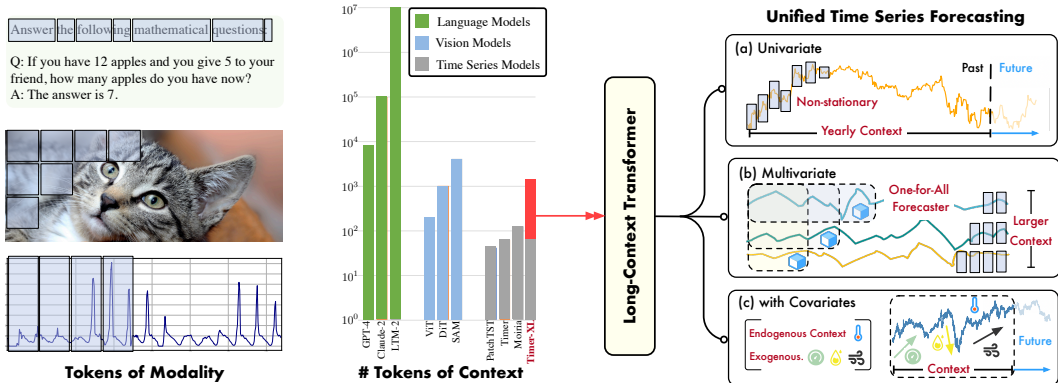 Answer the following mathematical questions:
Q: If you have 12 apples and you give 5 to your
friend, how many apples do you have now?
A: The answer is 7.
Tokens of Modality
10^7
10^6
10^5
10^4
10^3
10^2
10^1
10^0
Language Models
Vision Models
Time Series Models
GPT-4
Claude-2
LTM-2
ViT
DiT
SAM
PatchTST
Timer
Moiria
Timer-XL
# Tokens of Context
Long-Context Transformer
Unified Time Series Forecasting
(a) Univariate
Past
Future
Non-stationary
Yearly Context
(b) Multivariate
One-for-All
Forecaster
Larger
Context
(c) with Covariates
Endogenous Context
Exogenous.
Future
Context